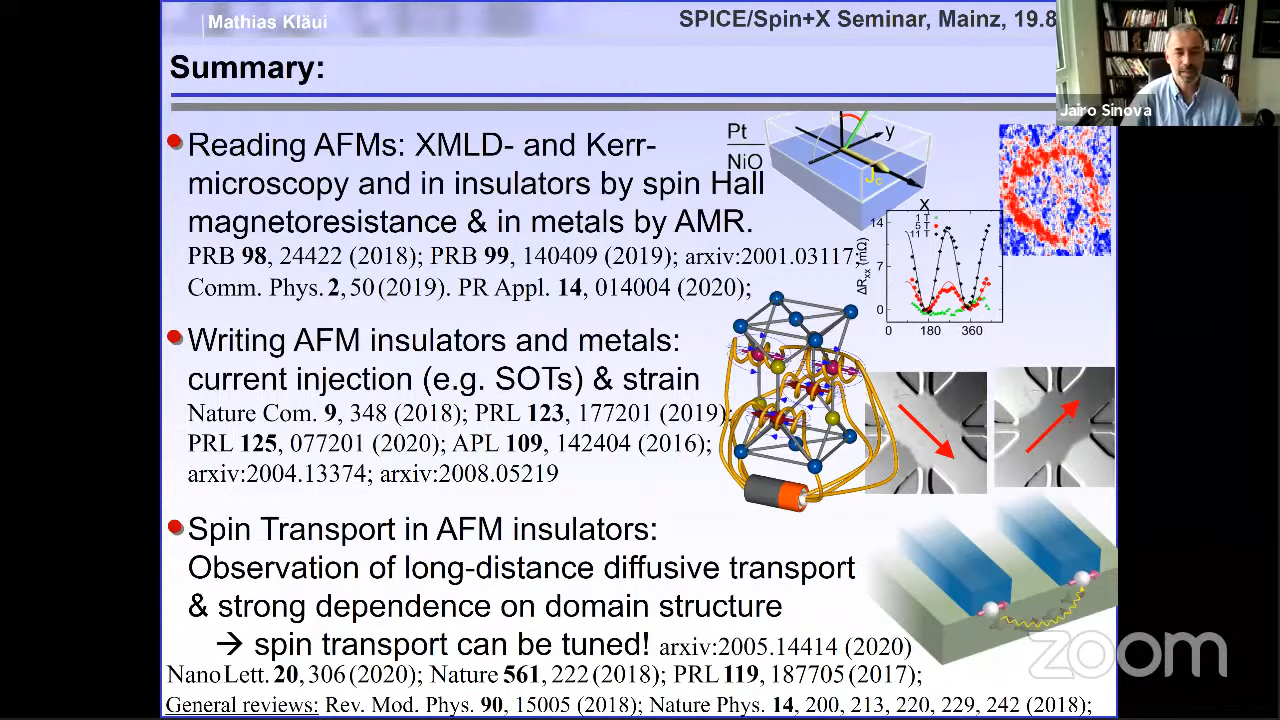 Mathias Kläui
SPICE/Spin+X Seminar, Mainz, 19.8
Jairo Sinova
Summary:
Reading AFMs: XMLD- and Kerr-
microscopy and in insulators by spin Hall
magnetoresistance & in metals by AMR.
PRB 98, 24422 (2018); PRB 99, 140409 (2019); arxiv:2001.03117;
Comm. Phys. 2, 50 (2019). PR Appl. 14, 014004 (2020);
Pt
NiO
y
Jc
X
1 T
5 T
11 T
ΔRxx (mΩ)
14
7
0
0 180 360
Writing AFM insulators and metals:
current injection (e.g. SOTs) & strain
Nature Com. 9, 348 (2018); PRL 123, 177201 (2019).
PRL 125, 077201 (2020); APL 109, 142404 (2016);
arxiv:2004.13374; arxiv:2008.05219
Spin Transport in AFM insulators:
Observation of long-distance diffusive transport
& strong dependence on domain structure
→ spin transport can be tuned! arxiv:2005.14414 (2020)
Nano Lett. 20, 306 (2020); Nature 561, 222 (2018); PRL 119, 187705 (2017);
General reviews: Rev. Mod. Phys. 90, 15005 (2018); Nature Phys. 14, 200, 213, 220, 229, 242 (2018);
zoom